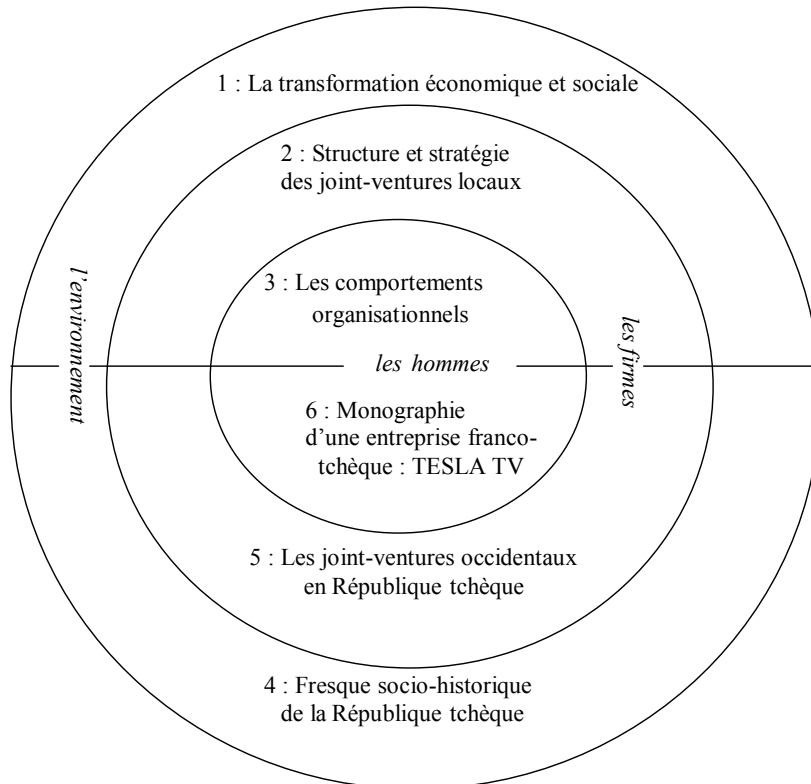 1 : La transformation économique et sociale
2 : Structure et stratégie
des joint-ventures locaux
3 : Les comportements
organisationnels
l'environnement
les hommes
les firmes
6 : Monographie
d’une entreprise franco-
tchèque : TESLA TV
5 : Les joint-ventures occidentaux
en République tchèque
4 : Fresque socio-historique
de la République tchèque